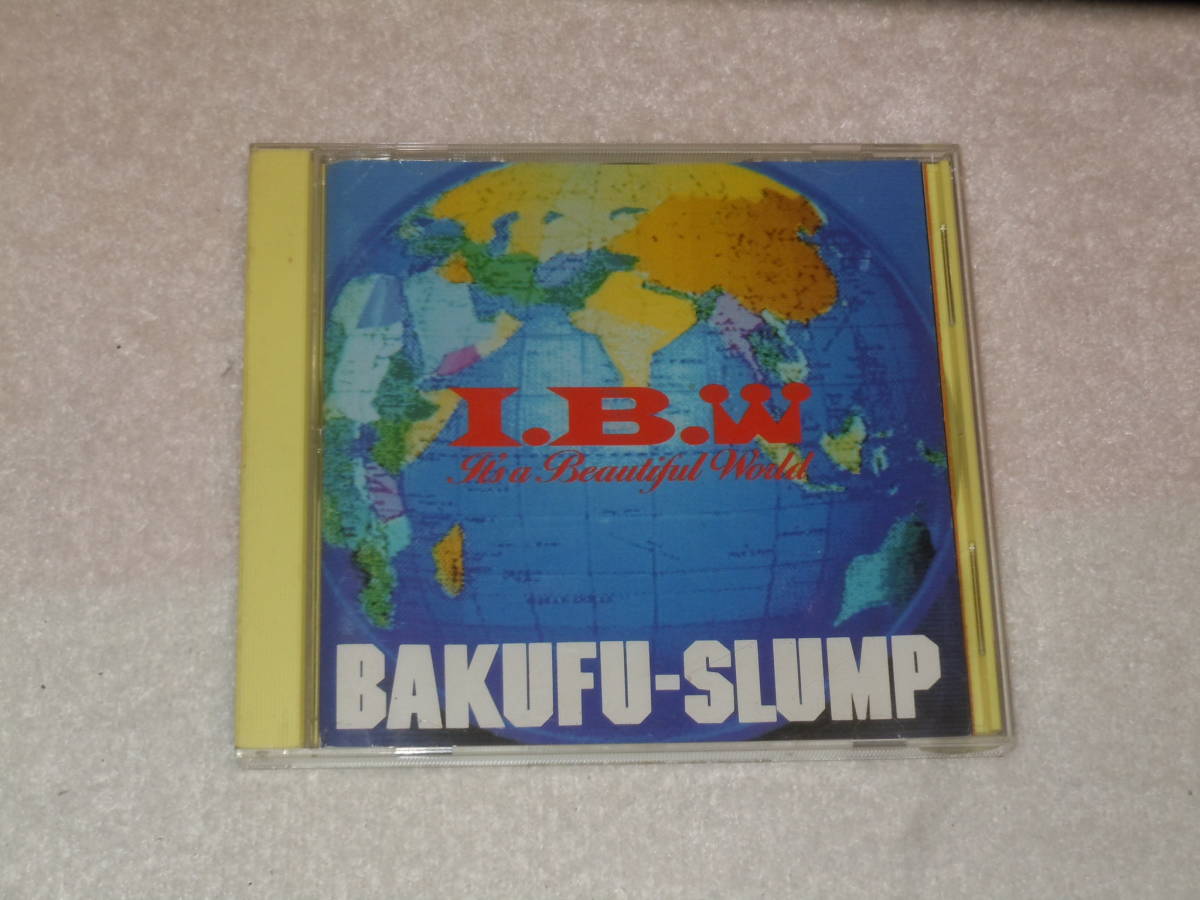 I.B.W
It's a Beautiful World
BAKUFU-SLUMP